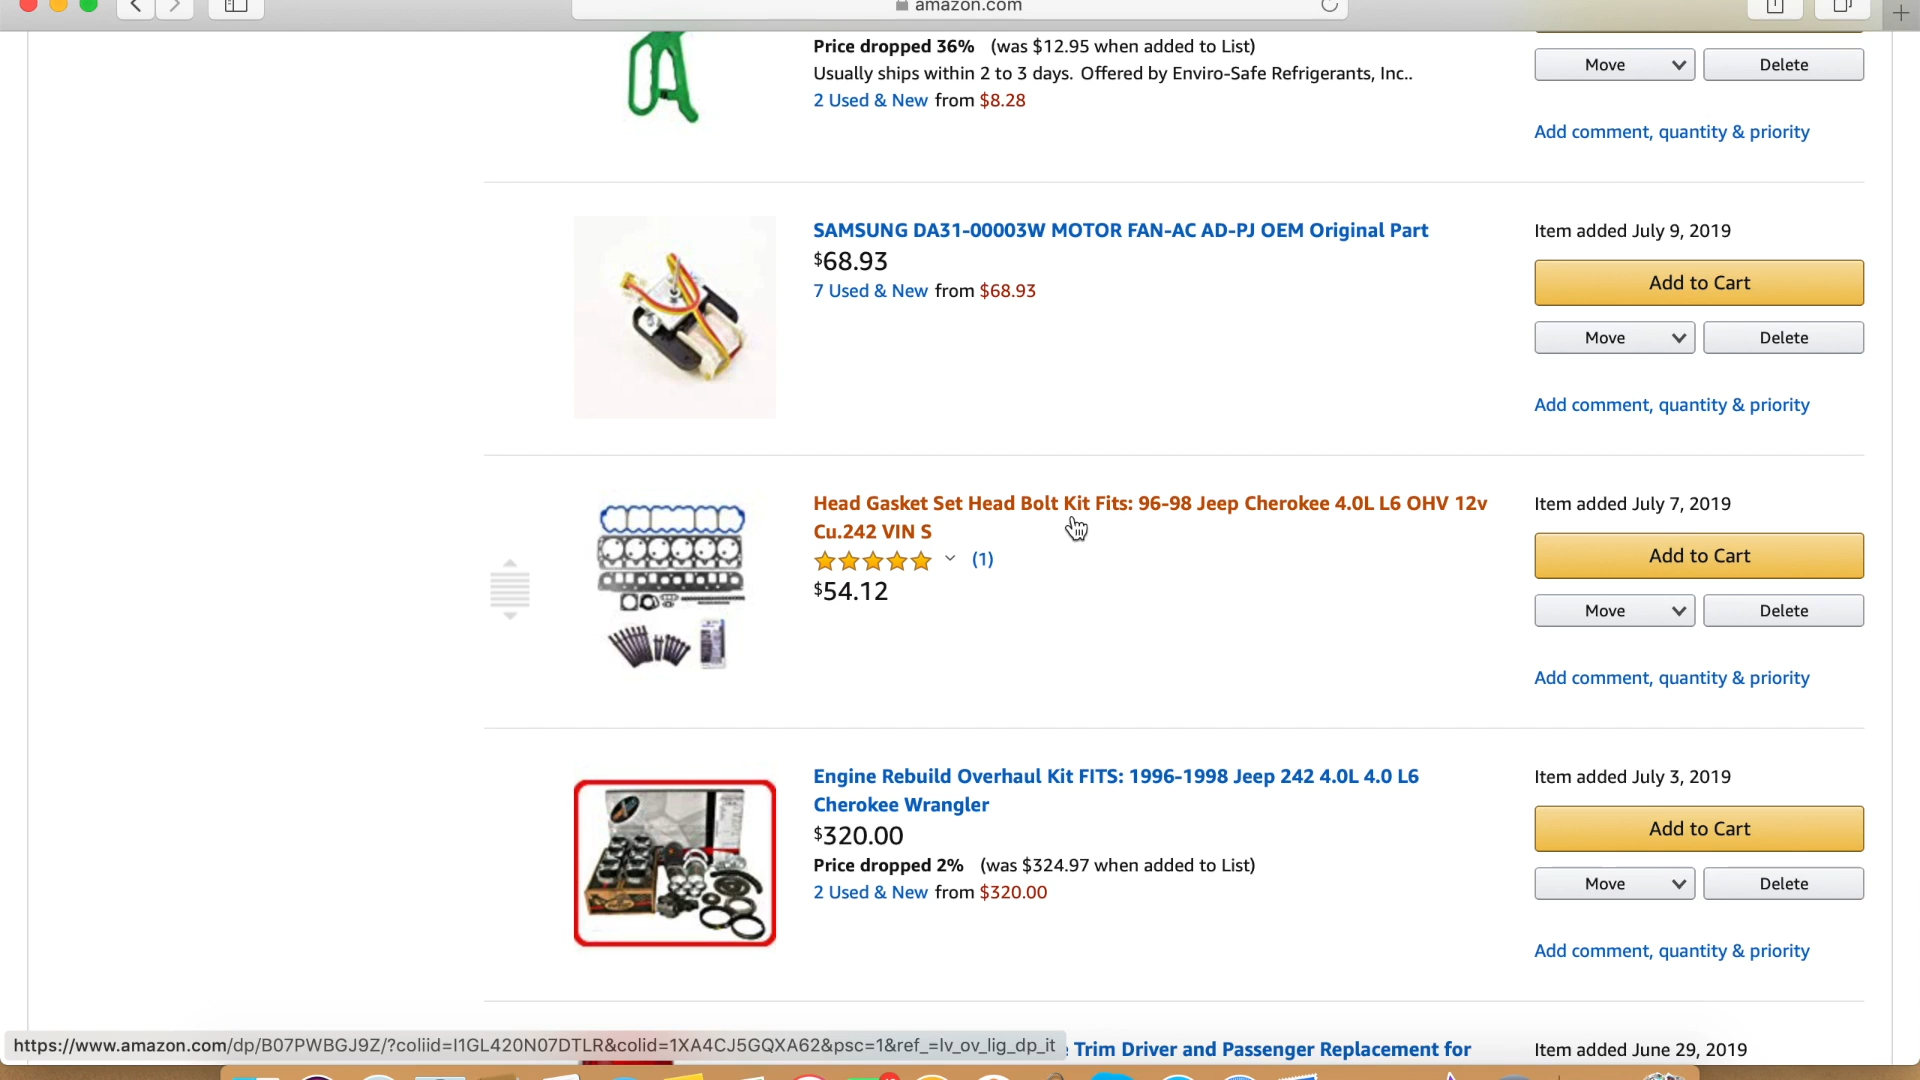 amazon.com
Price dropped 36% (was $12.95 when added to List)
Usually ships within 2 to 3 days. Offered by Enviro-Safe Refrigerants, Inc..
2 Used & New from $8.28
Move
Delete
Add comment, quantity & priority
SAMSUNG DA31-00003W MOTOR FAN-AC AD-PJ OEM Original Part
$68.93
7 Used & New from $68.93
Item added July 9, 2019
Add to Cart
Move
Delete
Add comment, quantity & priority
Head Gasket Set Head Bolt Kit Fits: 96-98 Jeep Cherokee 4.0L L6 OHV 12v
Cu.242 VIN S
(1)
$54.12
Item added July 7, 2019
Add to Cart
Move
Delete
Add comment, quantity & priority
Engine Rebuild Overhaul Kit FITS: 1996-1998 Jeep 242 4.0L 4.0 L6
Cherokee Wrangler
$320.00
Price dropped 2% (was $324.97 when added to List)
2 Used & New from $320.00
Item added July 3, 2019
Add to Cart
Move
Delete
Add comment, quantity & priority
https://www.amazon.com/dp/B07PWBGJ9Z/?coliid=I1GL420N07DTLR&colid=1XA4CJ5GQXA62&psc=1&ref_=lv_ov_lig_dp_it
Trim Driver and Passenger Replacement for
Item added June 29, 2019